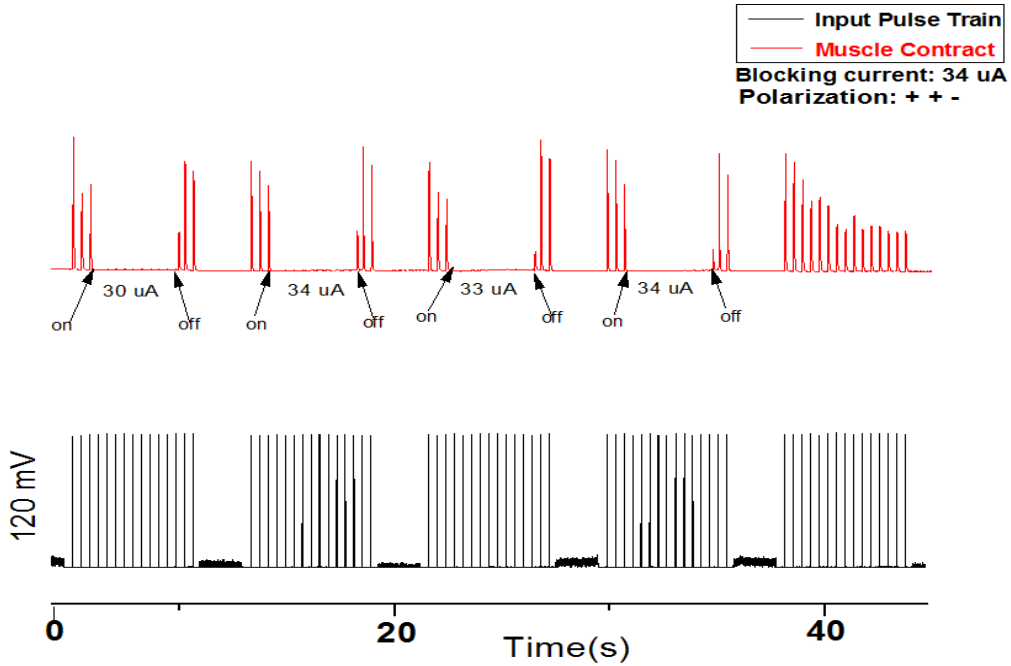 Input Pulse Train
Muscle Contract
Blocking current: 34 uA
Polarization: + + -
30 uA
34 uA
33 uA
34 uA
on
off
on
off
on
off
on
off
120 mV
0
20
40
Time(s)